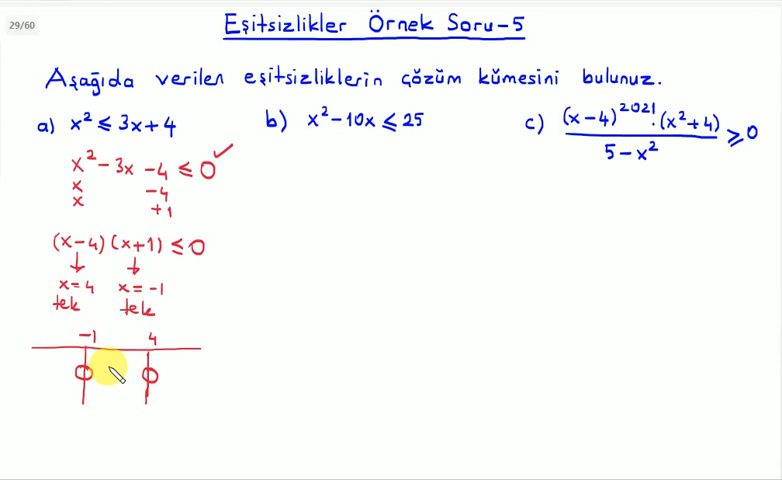 29/60
Eşitsizlikler Örnek Soru-5
Aşağıda verilen eşitsizliklerin çözüm kümesini bulunuz.
a) x² ≤ 3x+4
b) x²-10x ≤ 25
c) (x-4)²⁰²¹·(x²+4) / 5-x² ≥ 0
x²-3x-4 ≤ 0 ✓
x -4
x +1
(x-4)(x+1) ≤ 0
↓ ↓
x=4 x=-1
tek tek
-1 4